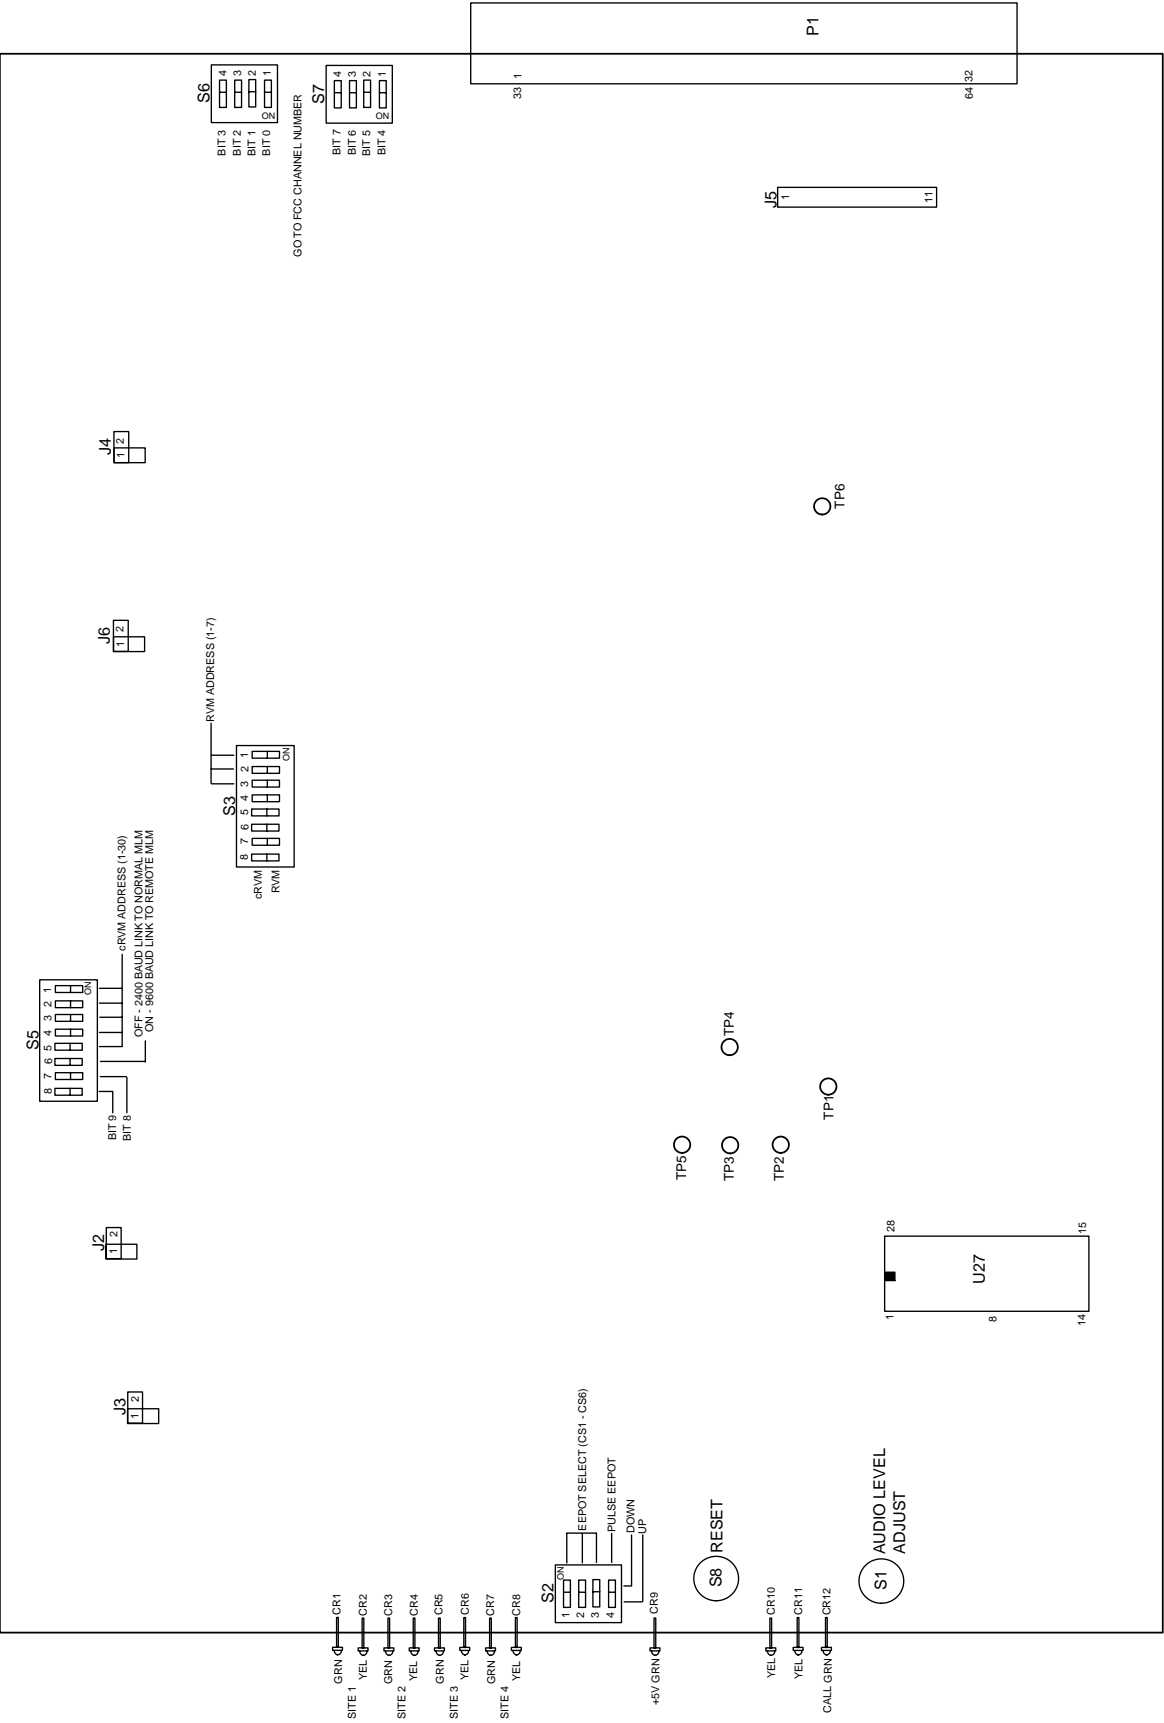 P1
33 1
64 32
S6
4
3
2
1
ON
BIT 3
BIT 2
BIT 1
BIT 0
GO TO FCC CHANNEL NUMBER
S7
4
3
2
1
ON
BIT 7
BIT 6
BIT 5
BIT 4
J5
1
11
J4
1 2
TP6
J6
1 2
RVM ADDRESS (1-7)
S3
8 7 6 5 4 3 2 1
ON
cRVM
RVM
S5
8 7 6 5 4 3 2 1
ON
cRVM ADDRESS (1-30)
OFF - 2400 BAUD LINK TO NORMAL MLM
ON - 9600 BAUD LINK TO REMOTE MLM
BIT 9
BIT 8
TP4
TP1
TP5
TP3
TP2
J2
1 2
U27
1
28
8
14
15
J3
1 2
S2
ON
1
2
3
4
EEPOT SELECT (CS1 - CS6)
PULSE EEPOT
DOWN
UP
S8 RESET
S1 AUDIO LEVEL
ADJUST
SITE 1
GRN CR1
YEL CR2
SITE 2
GRN CR3
YEL CR4
SITE 3
GRN CR5
YEL CR6
SITE 4
GRN CR7
YEL CR8
+5V GRN CR9
YEL CR10
YEL CR11
CALL GRN CR12